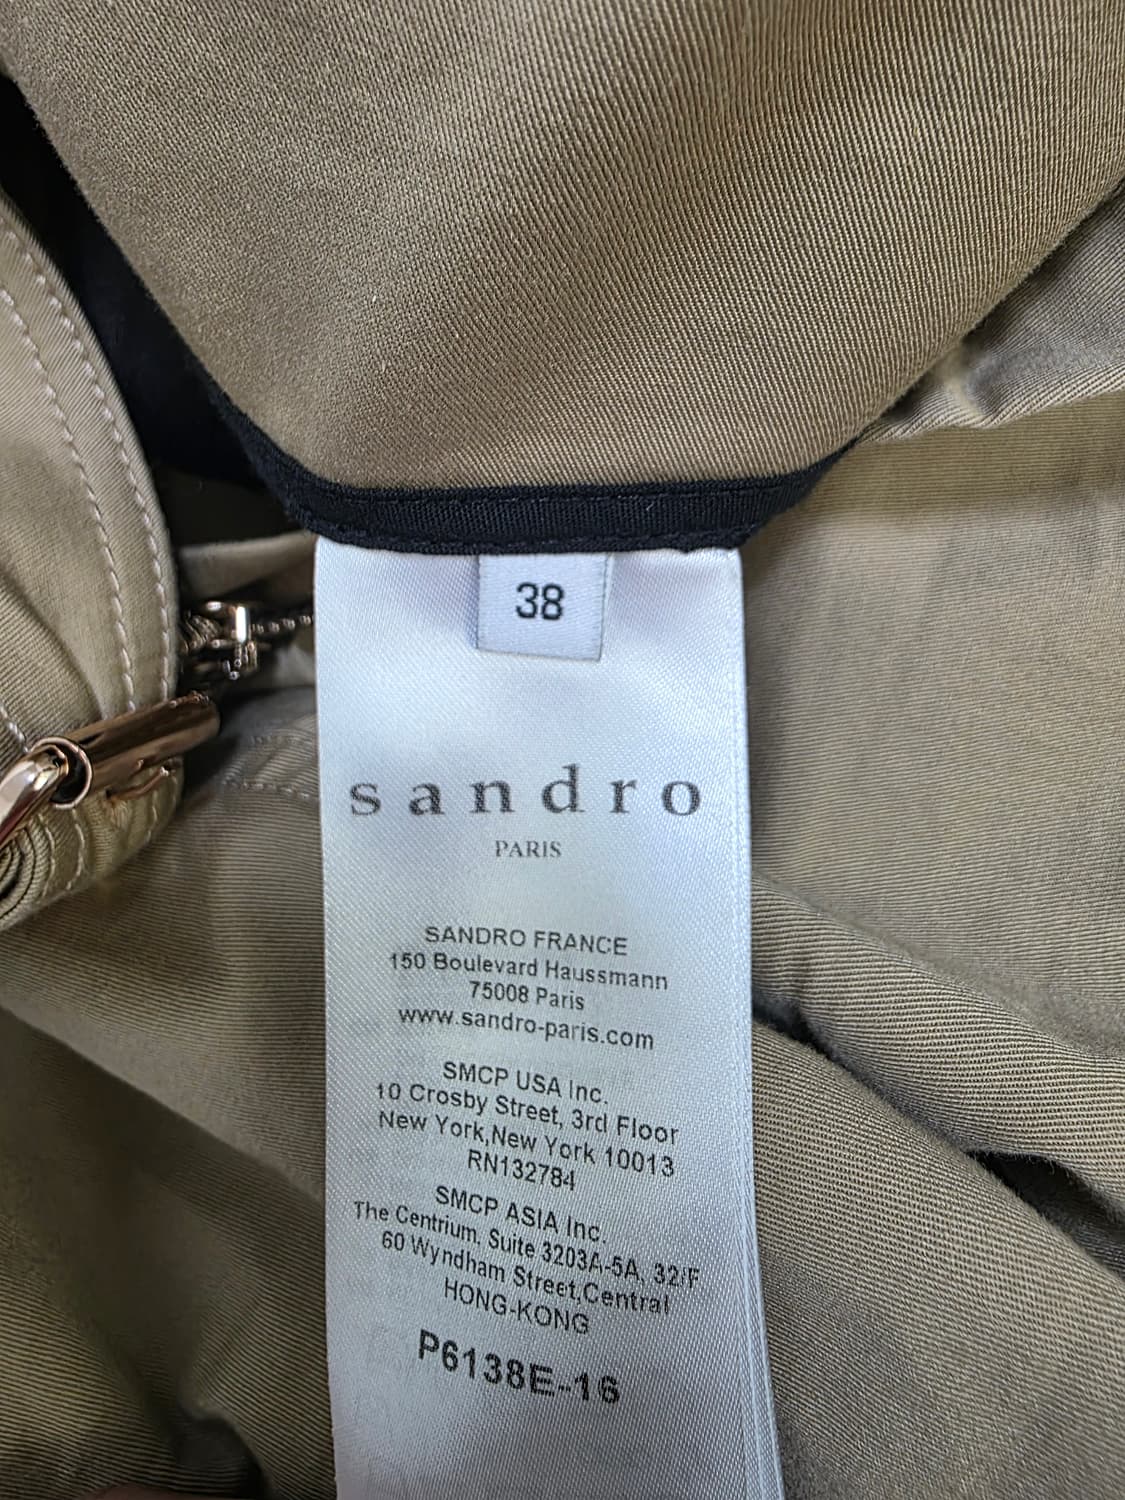 38
sandro
PARIS
SANDRO FRANCE
150 Boulevard Haussmann
75008 Paris
www.sandro-paris.com
SMCP USA Inc.
10 Crosby Street, 3rd Floor
New York,New York 10013
RN132784
SMCP ASIA Inc.
The Centrium, Suite 3203A-5A, 32/F
60 Wyndham Street,Central
HONG-KONG
P6138E-16